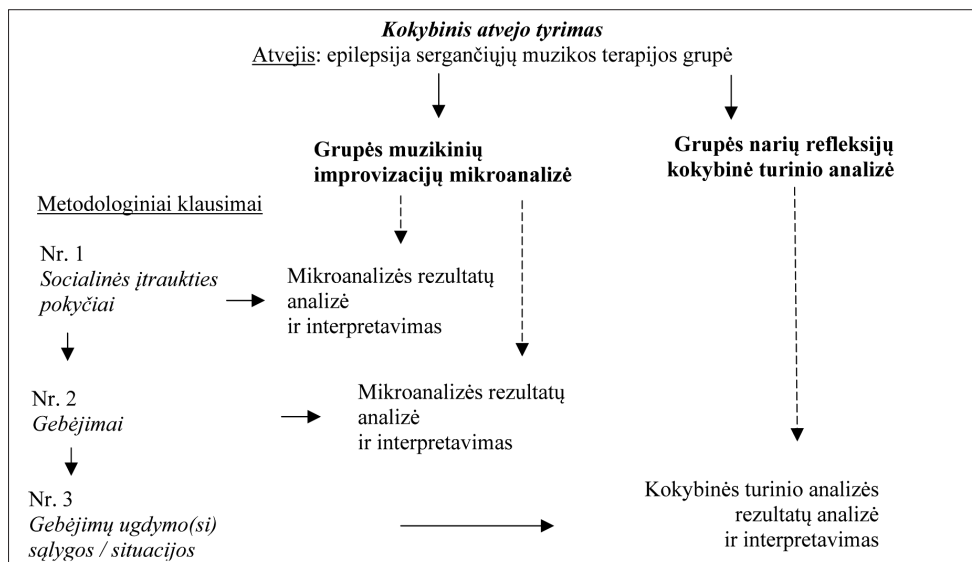 Kokybinis atvejo tyrimas
Atvejis: epilepsija sergančiųjų muzikos terapijos grupė
Grupės muzikinių
improvizacijų mikroanalizė
Grupės narių refleksijų
kokybinė turinio analizė
Metodologiniai klausimai
Nr. 1
Socialinės įtraukties
pokyčiai
Mikroanalizės rezultatų
analizė
ir interpretavimas
Nr. 2
Gebėjimai
Mikroanalizės rezultatų
analizė
ir interpretavimas
Nr. 3
Gebėjimų ugdymo(si)
sąlygos / situacijos
Kokybinės turinio analizės
rezultatų analizė
ir interpretavimas